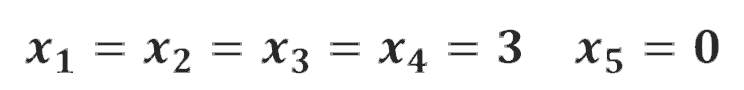 x₁ = x₂ = x₃ = x₄ = 3 x₅ = 0